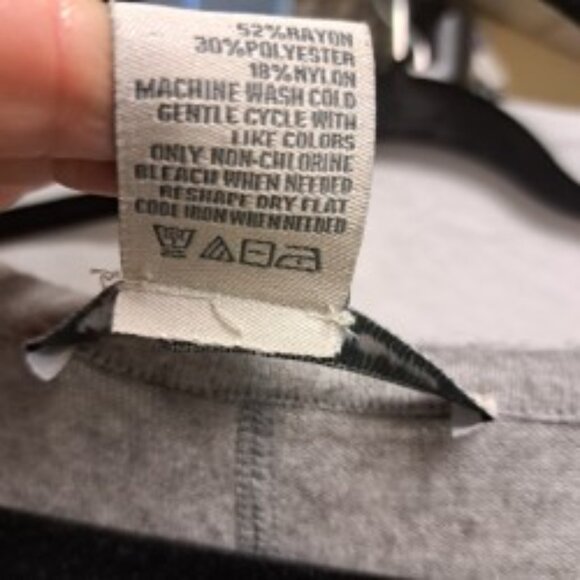 52%RAYON
30%POLYESTER
18%NYLON
MACHINE WASH COLD
GENTLE CYCLE WITH
LIKE COLORS
ONLY NON-CHLORINE
BLEACH WHEN NEEDED
RESHAPE DRY FLAT
COOL IRON WHEN NEEDED